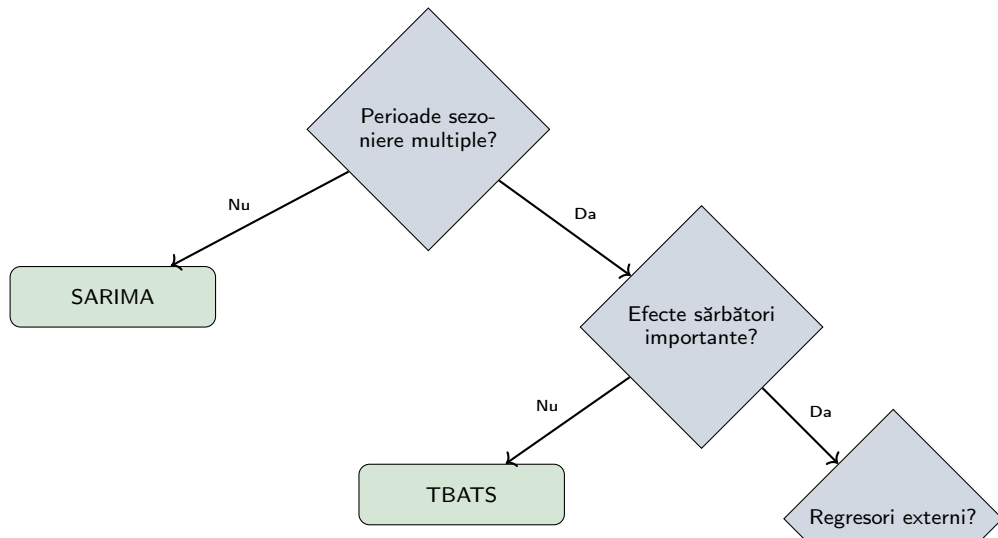 Perioade sezo-
niere multiple?
Nu
Da
SARIMA
Efecte sărbători
importante?
Nu
Da
TBATS
Regresori externi?